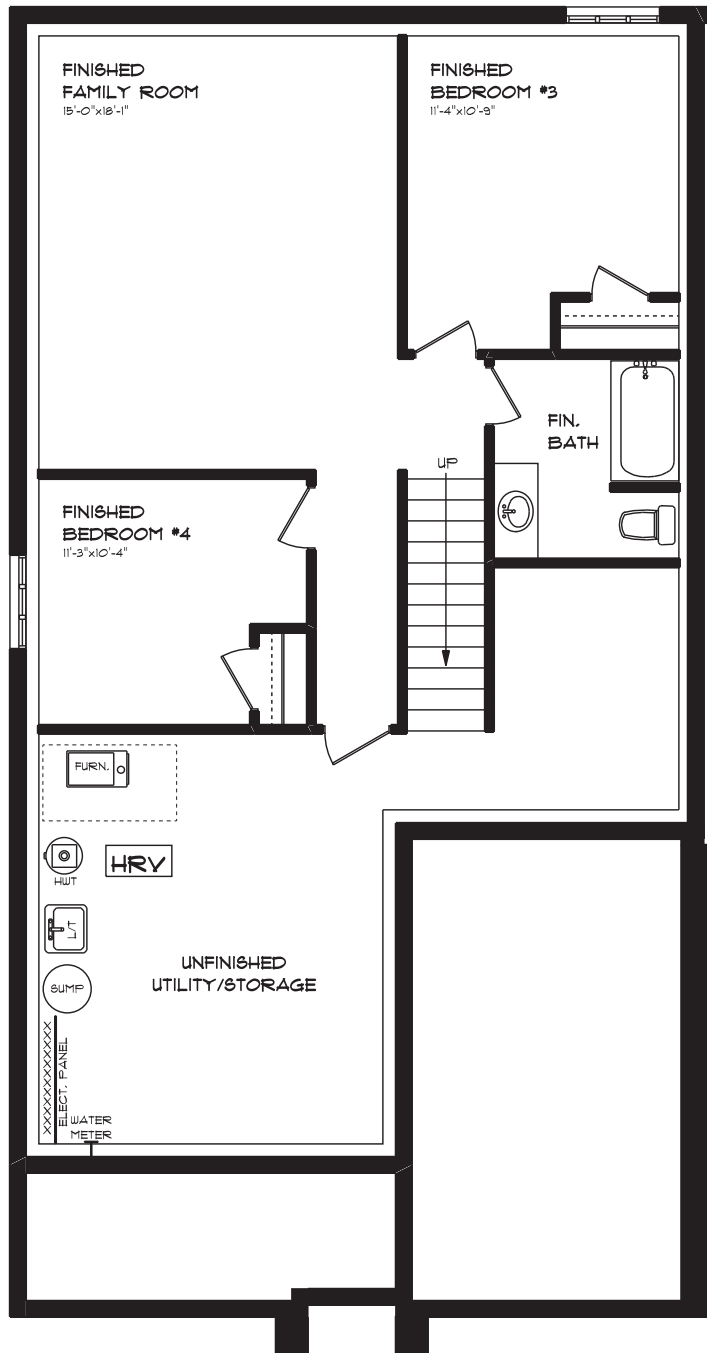 FINISHED
FAMILY ROOM
15'-0"x18'-1"
FINISHED
BEDROOM #3
11'-4"x10'-9"
FIN.
BATH
UP
FINISHED
BEDROOM #4
11'-3"x10'-4"
FURN.
HWT
HRV
L/T
SUMP
UNFINISHED
UTILITY/STORAGE
XXXXXXXXXXXXX
ELECT. PANEL
WATER
METER